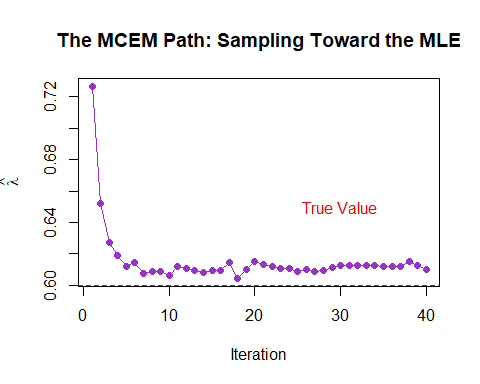 The MCEM Path: Sampling Toward the MLE
0.72
0.68
0.64
0.60
λ̂
True Value
0 10 20 30 40
Iteration